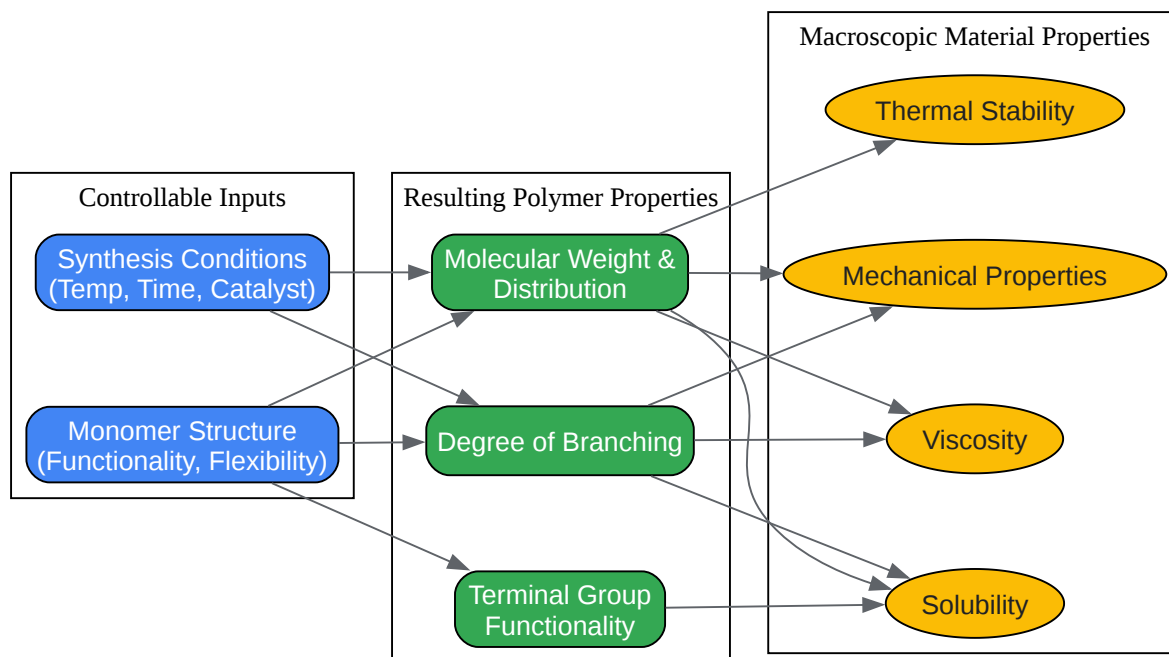 Controllable Inputs
Synthesis Conditions
(Temp, Time, Catalyst)
Monomer Structure
(Functionality, Flexibility)
Resulting Polymer Properties
Molecular Weight &
Distribution
Degree of Branching
Terminal Group
Functionality
Macroscopic Material Properties
Thermal Stability
Mechanical Properties
Viscosity
Solubility